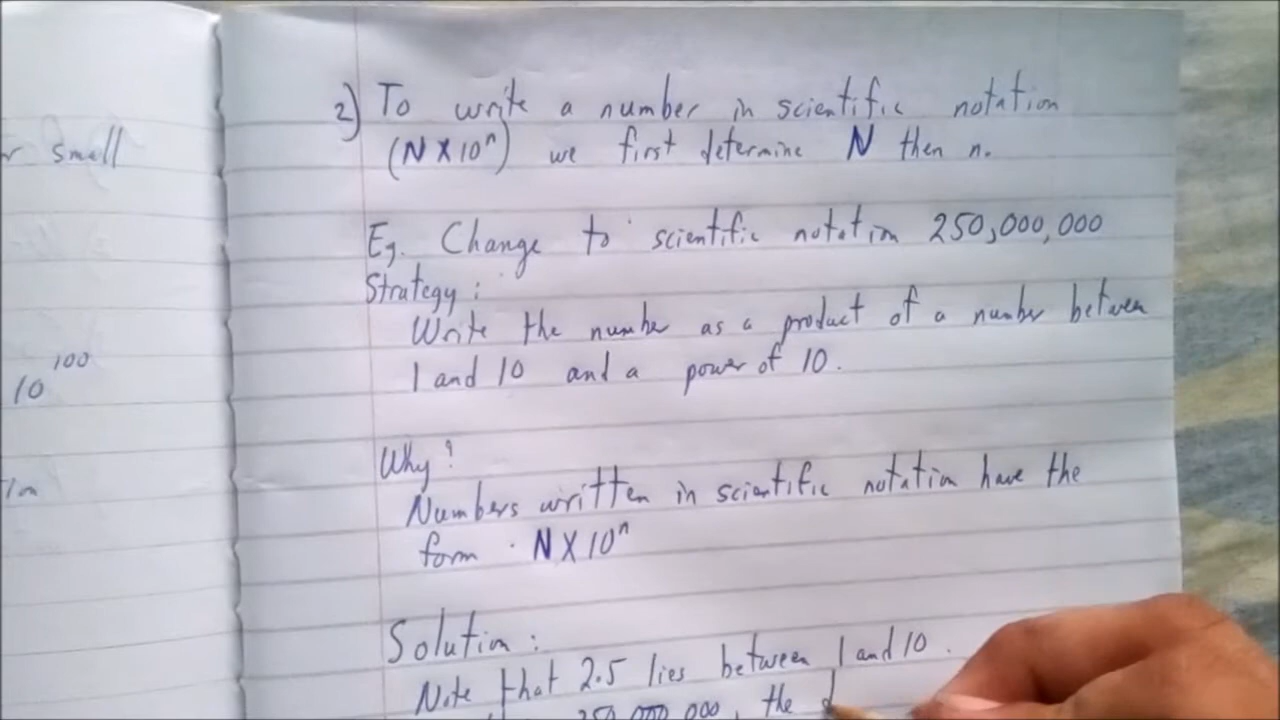 small
10^100
2) To write a number in scientific notation
(N X 10^n) we first determine N then n.
Eg. Change to scientific notation 250,000,000
Strategy :
Write the number as a product of a number between
1 and 10 and a power of 10.
Why?
Numbers written in scientific notation have the
form . N X 10^n
Solution :
Note that 2.5 lies between 1 and 10 .
250,000,000, the